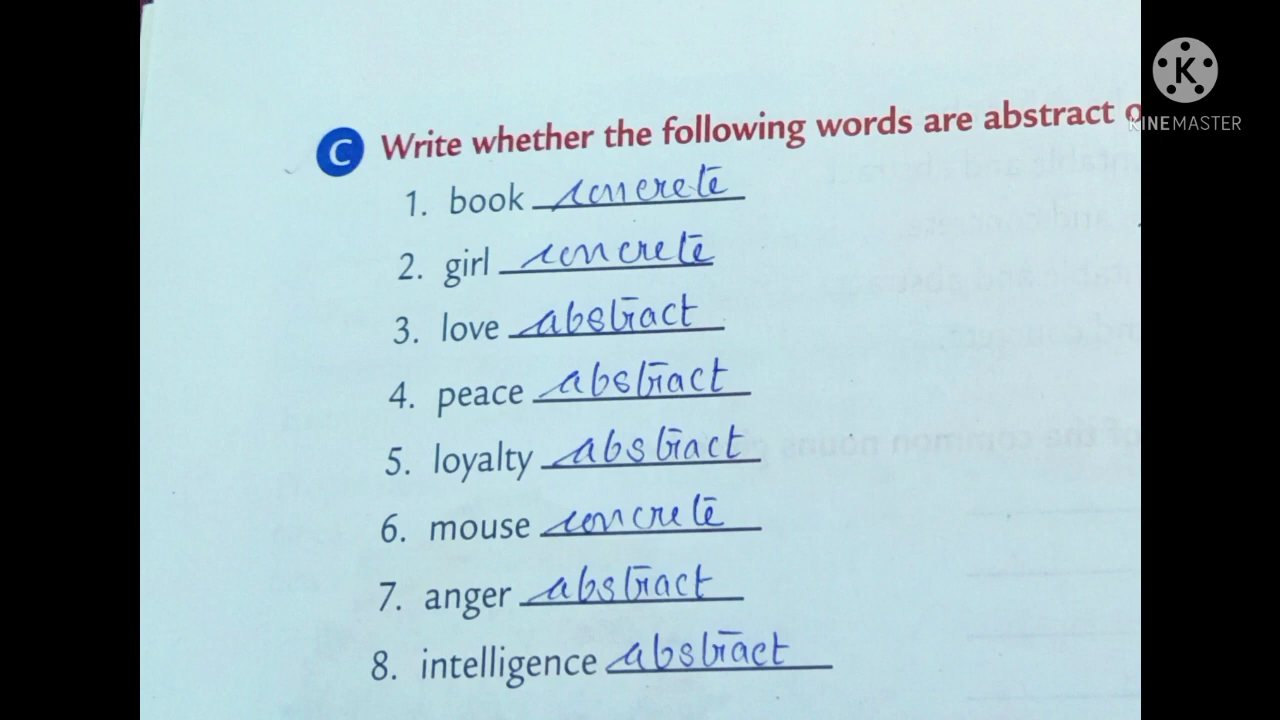 C Write whether the following words are abstract
K
KINEMASTER
1. book concrete
2. girl concrete
3. love abstract
4. peace abstract
5. loyalty abstract
6. mouse concrete
7. anger abstract
8. intelligence abstract